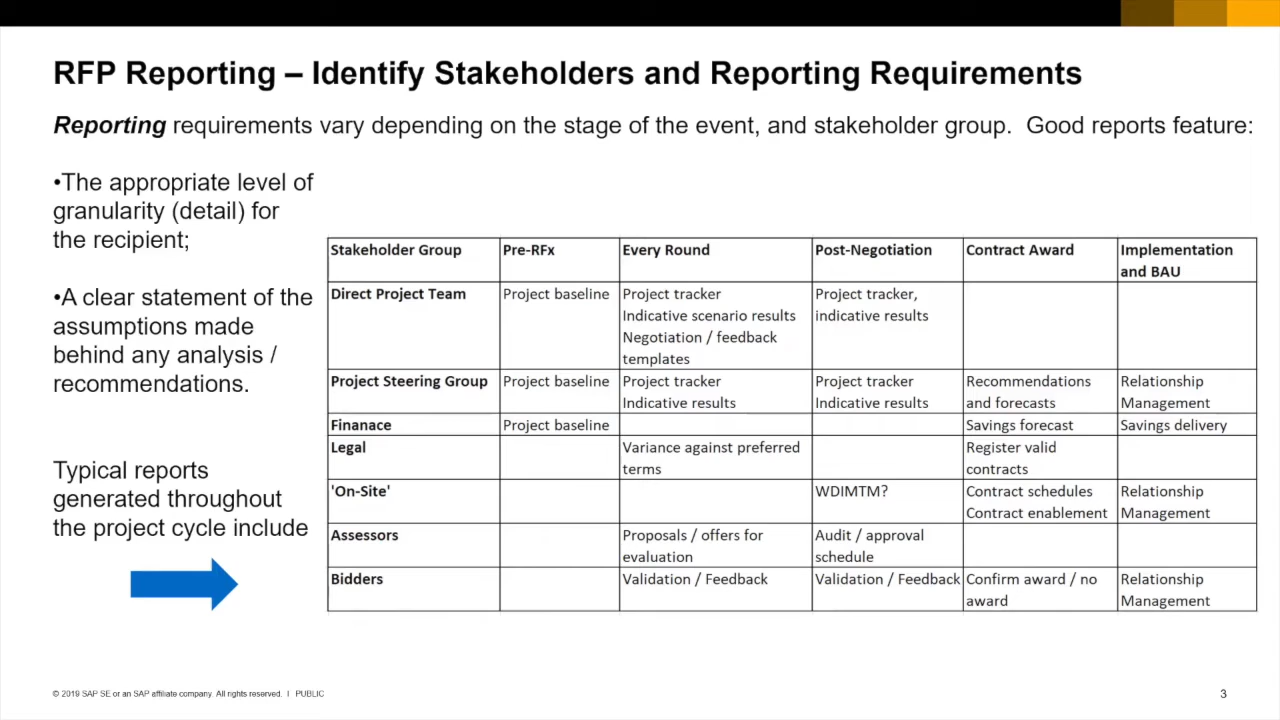 RFP Reporting – Identify Stakeholders and Reporting Requirements
Reporting requirements vary depending on the stage of the event, and stakeholder group.  Good reports feature:
•The appropriate level of
granularity (detail) for
the recipient;
•A clear statement of the
assumptions made
behind any analysis /
recommendations.
Typical reports
generated throughout
the project cycle include
Stakeholder Group Pre-RFx Every Round Post-Negotiation Contract Award Implementation
and BAU
Direct Project Team Project baseline Project tracker Project tracker,
Indicative scenario results indicative results
Negotiation / feedback
templates
Project Steering Group Project baseline Project tracker Project tracker Recommendations Relationship
Indicative results Indicative results and forecasts Management
Finanace Project baseline Savings forecast Savings delivery
Legal Variance against preferred Register valid
terms contracts
'On-Site' WDIMTM? Contract schedules Relationship
Contract enablement Management
Assessors Proposals / offers for Audit / approval
evaluation schedule
Bidders Validation / Feedback Validation / Feedback Confirm award / no Relationship
award Management
© 2019 SAP SE or an SAP affiliate company. All rights reserved. I PUBLIC
3